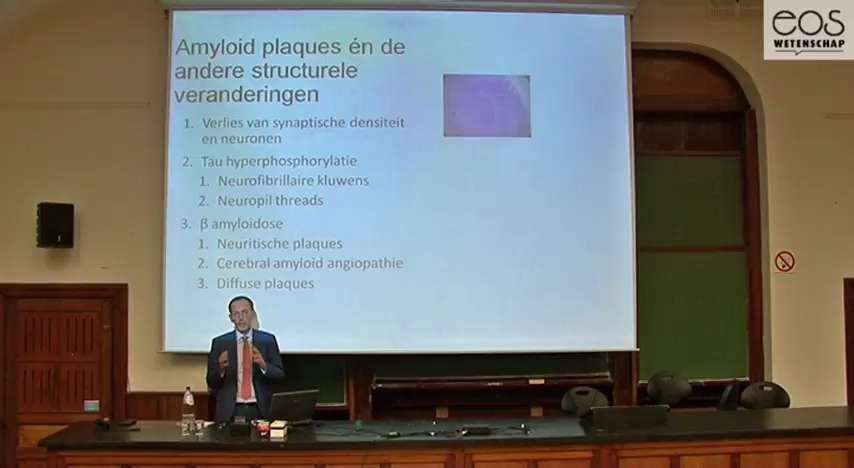 eos
WETENSCHAP
Amyloid plaques én de
andere structurele
veranderingen
1. Verlies van synaptische densiteit
en neuronen
2. Tau hyperphosphorylatie
1. Neurofibrillaire kluwens
2. Neuropil threads
3. β amyloidose
1. Neuritische plaques
2. Cerebral amyloid angiopathie
3. Diffuse plaques